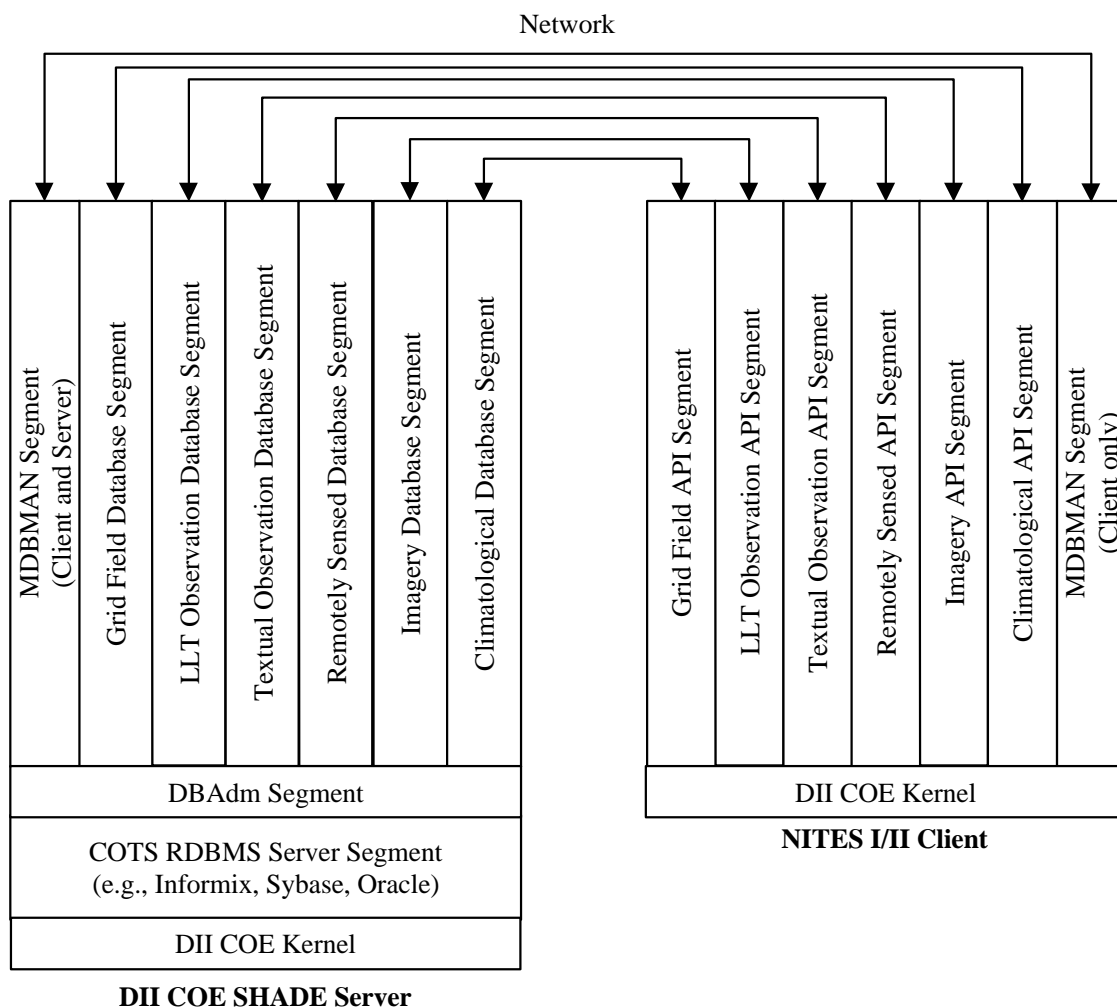 Network
MDBMAN Segment
(Client and Server)
Grid Field Database Segment
LLT Observation Database Segment
Textual Observation Database Segment
Remotely Sensed Database Segment
Imagery Database Segment
Climatological Database Segment
Grid Field API Segment
LLT Observation API Segment
Textual Observation API Segment
Remotely Sensed API Segment
Imagery API Segment
Climatological API Segment
MDBMAN Segment
(Client only)
DBAdm Segment
COTS RDBMS Server Segment
(e.g., Informix, Sybase, Oracle)
DII COE Kernel
DII COE SHADE Server
DII COE Kernel
NITES I/II Client